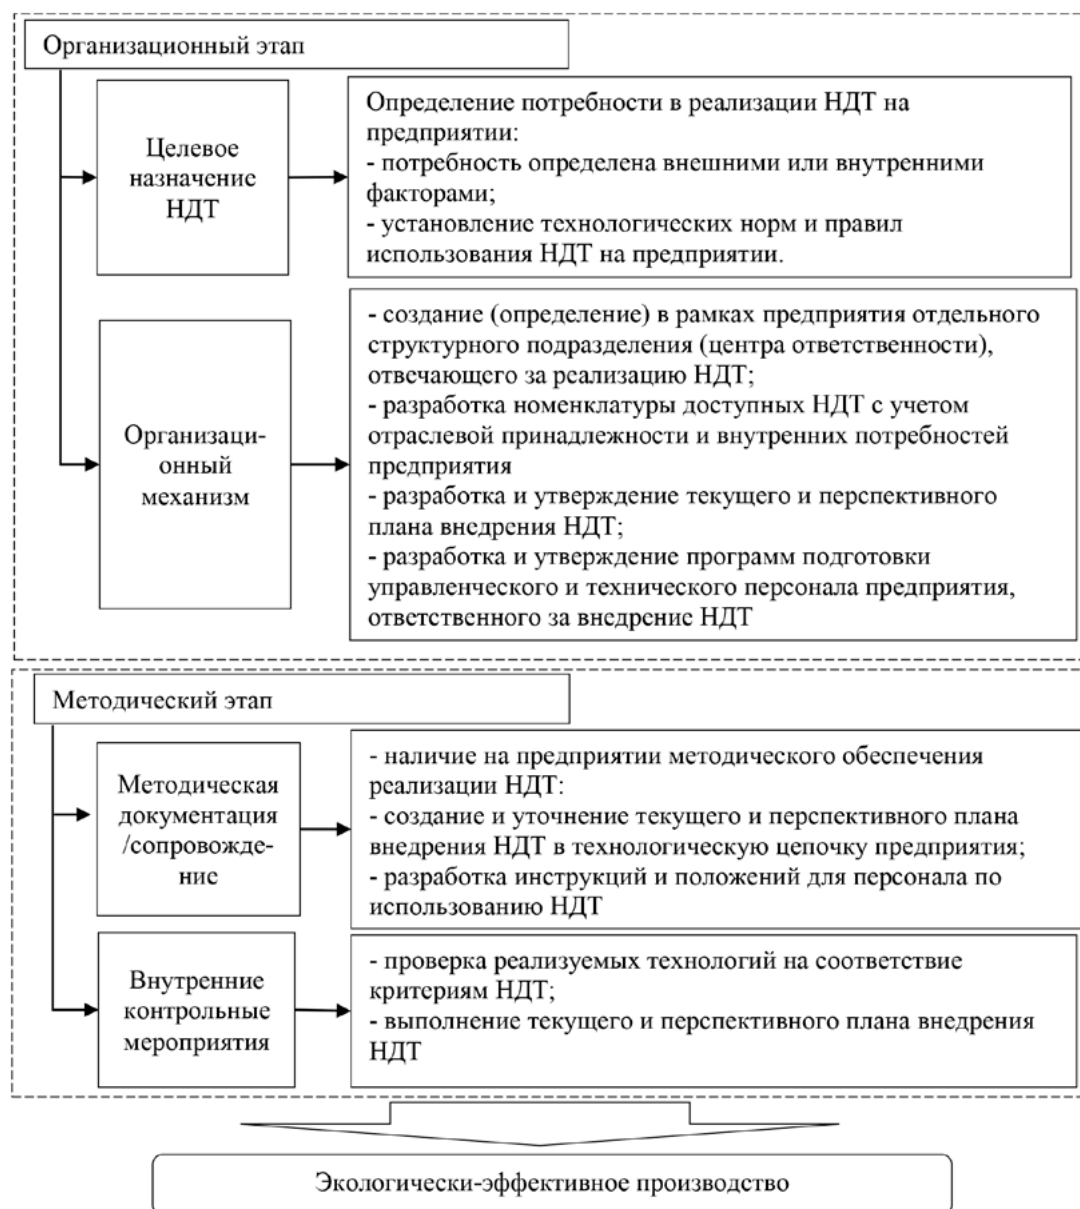 Организационный этап
Целевое
назначение
НДТ
Определение потребности в реализации НДТ на
предприятии:
- потребность определена внешними или внутренними
факторами;
- установление технологических норм и правил
использования НДТ на предприятии.
Организаци-
онный
механизм
- создание (определение) в рамках предприятия отдельного
структурного подразделения (центра ответственности),
отвечающего за реализацию НДТ;
- разработка номенклатуры доступных НДТ с учетом
отраслевой принадлежности и внутренних потребностей
предприятия
- разработка и утверждение текущего и перспективного
плана внедрения НДТ;
- разработка и утверждение программ подготовки
управленческого и технического персонала предприятия,
ответственного за внедрение НДТ
Методический этап
Методическая
документация
/сопровожде-
ние
- наличие на предприятии методического обеспечения
реализации НДТ:
- создание и уточнение текущего и перспективного плана
внедрения НДТ в технологическую цепочку предприятия;
- разработка инструкций и положений для персонала по
использованию НДТ
Внутренние
контрольные
мероприятия
- проверка реализуемых технологий на соответствие
критериям НДТ;
- выполнение текущего и перспективного плана внедрения
НДТ
Экологически-эффективное производство